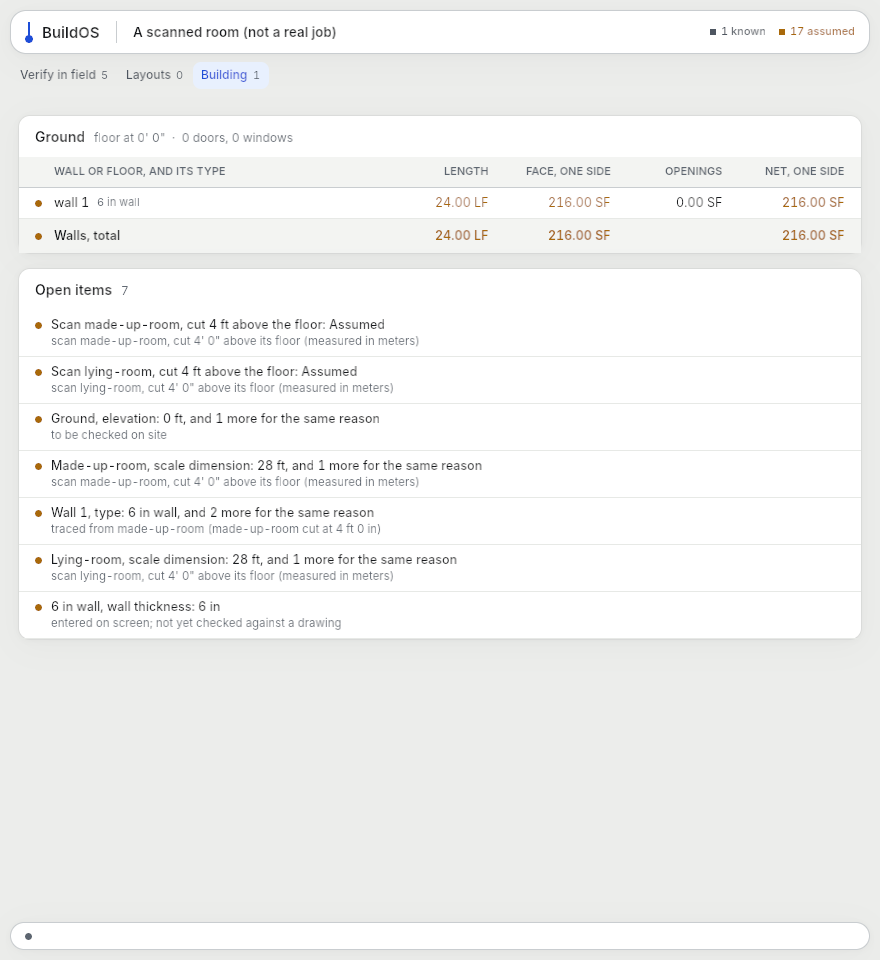 BuildOS
A scanned room (not a real job)
1 known
17 assumed
Verify in field 5
Layouts 0
Building 1
Ground floor at 0' 0" · 0 doors, 0 windows
WALL OR FLOOR, AND ITS TYPE LENGTH FACE, ONE SIDE OPENINGS NET, ONE SIDE
wall 1 6 in wall 24.00 LF 216.00 SF 0.00 SF 216.00 SF
Walls, total 24.00 LF 216.00 SF 216.00 SF
Open items 7
Scan made-up-room, cut 4 ft above the floor: Assumed
scan made-up-room, cut 4' 0" above its floor (measured in meters)
Scan lying-room, cut 4 ft above the floor: Assumed
scan lying-room, cut 4' 0" above its floor (measured in meters)
Ground, elevation: 0 ft, and 1 more for the same reason
to be checked on site
Made-up-room, scale dimension: 28 ft, and 1 more for the same reason
scan made-up-room, cut 4' 0" above its floor (measured in meters)
Wall 1, type: 6 in wall, and 2 more for the same reason
traced from made-up-room (made-up-room cut at 4 ft 0 in)
Lying-room, scale dimension: 28 ft, and 1 more for the same reason
scan lying-room, cut 4' 0" above its floor (measured in meters)
6 in wall, wall thickness: 6 in
entered on screen; not yet checked against a drawing